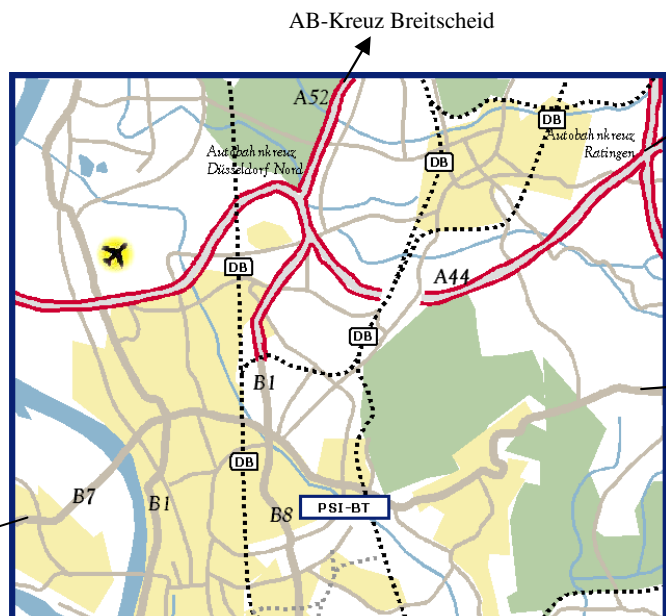 AB-Kreuz Breitscheid
A52
DB
Autobahnkreuz
Düsseldorf Nord
DB
Autobahnkreuz
Ratingen
DB
A44
DB
B1
DB
B7
B1
B8
PSI-BT